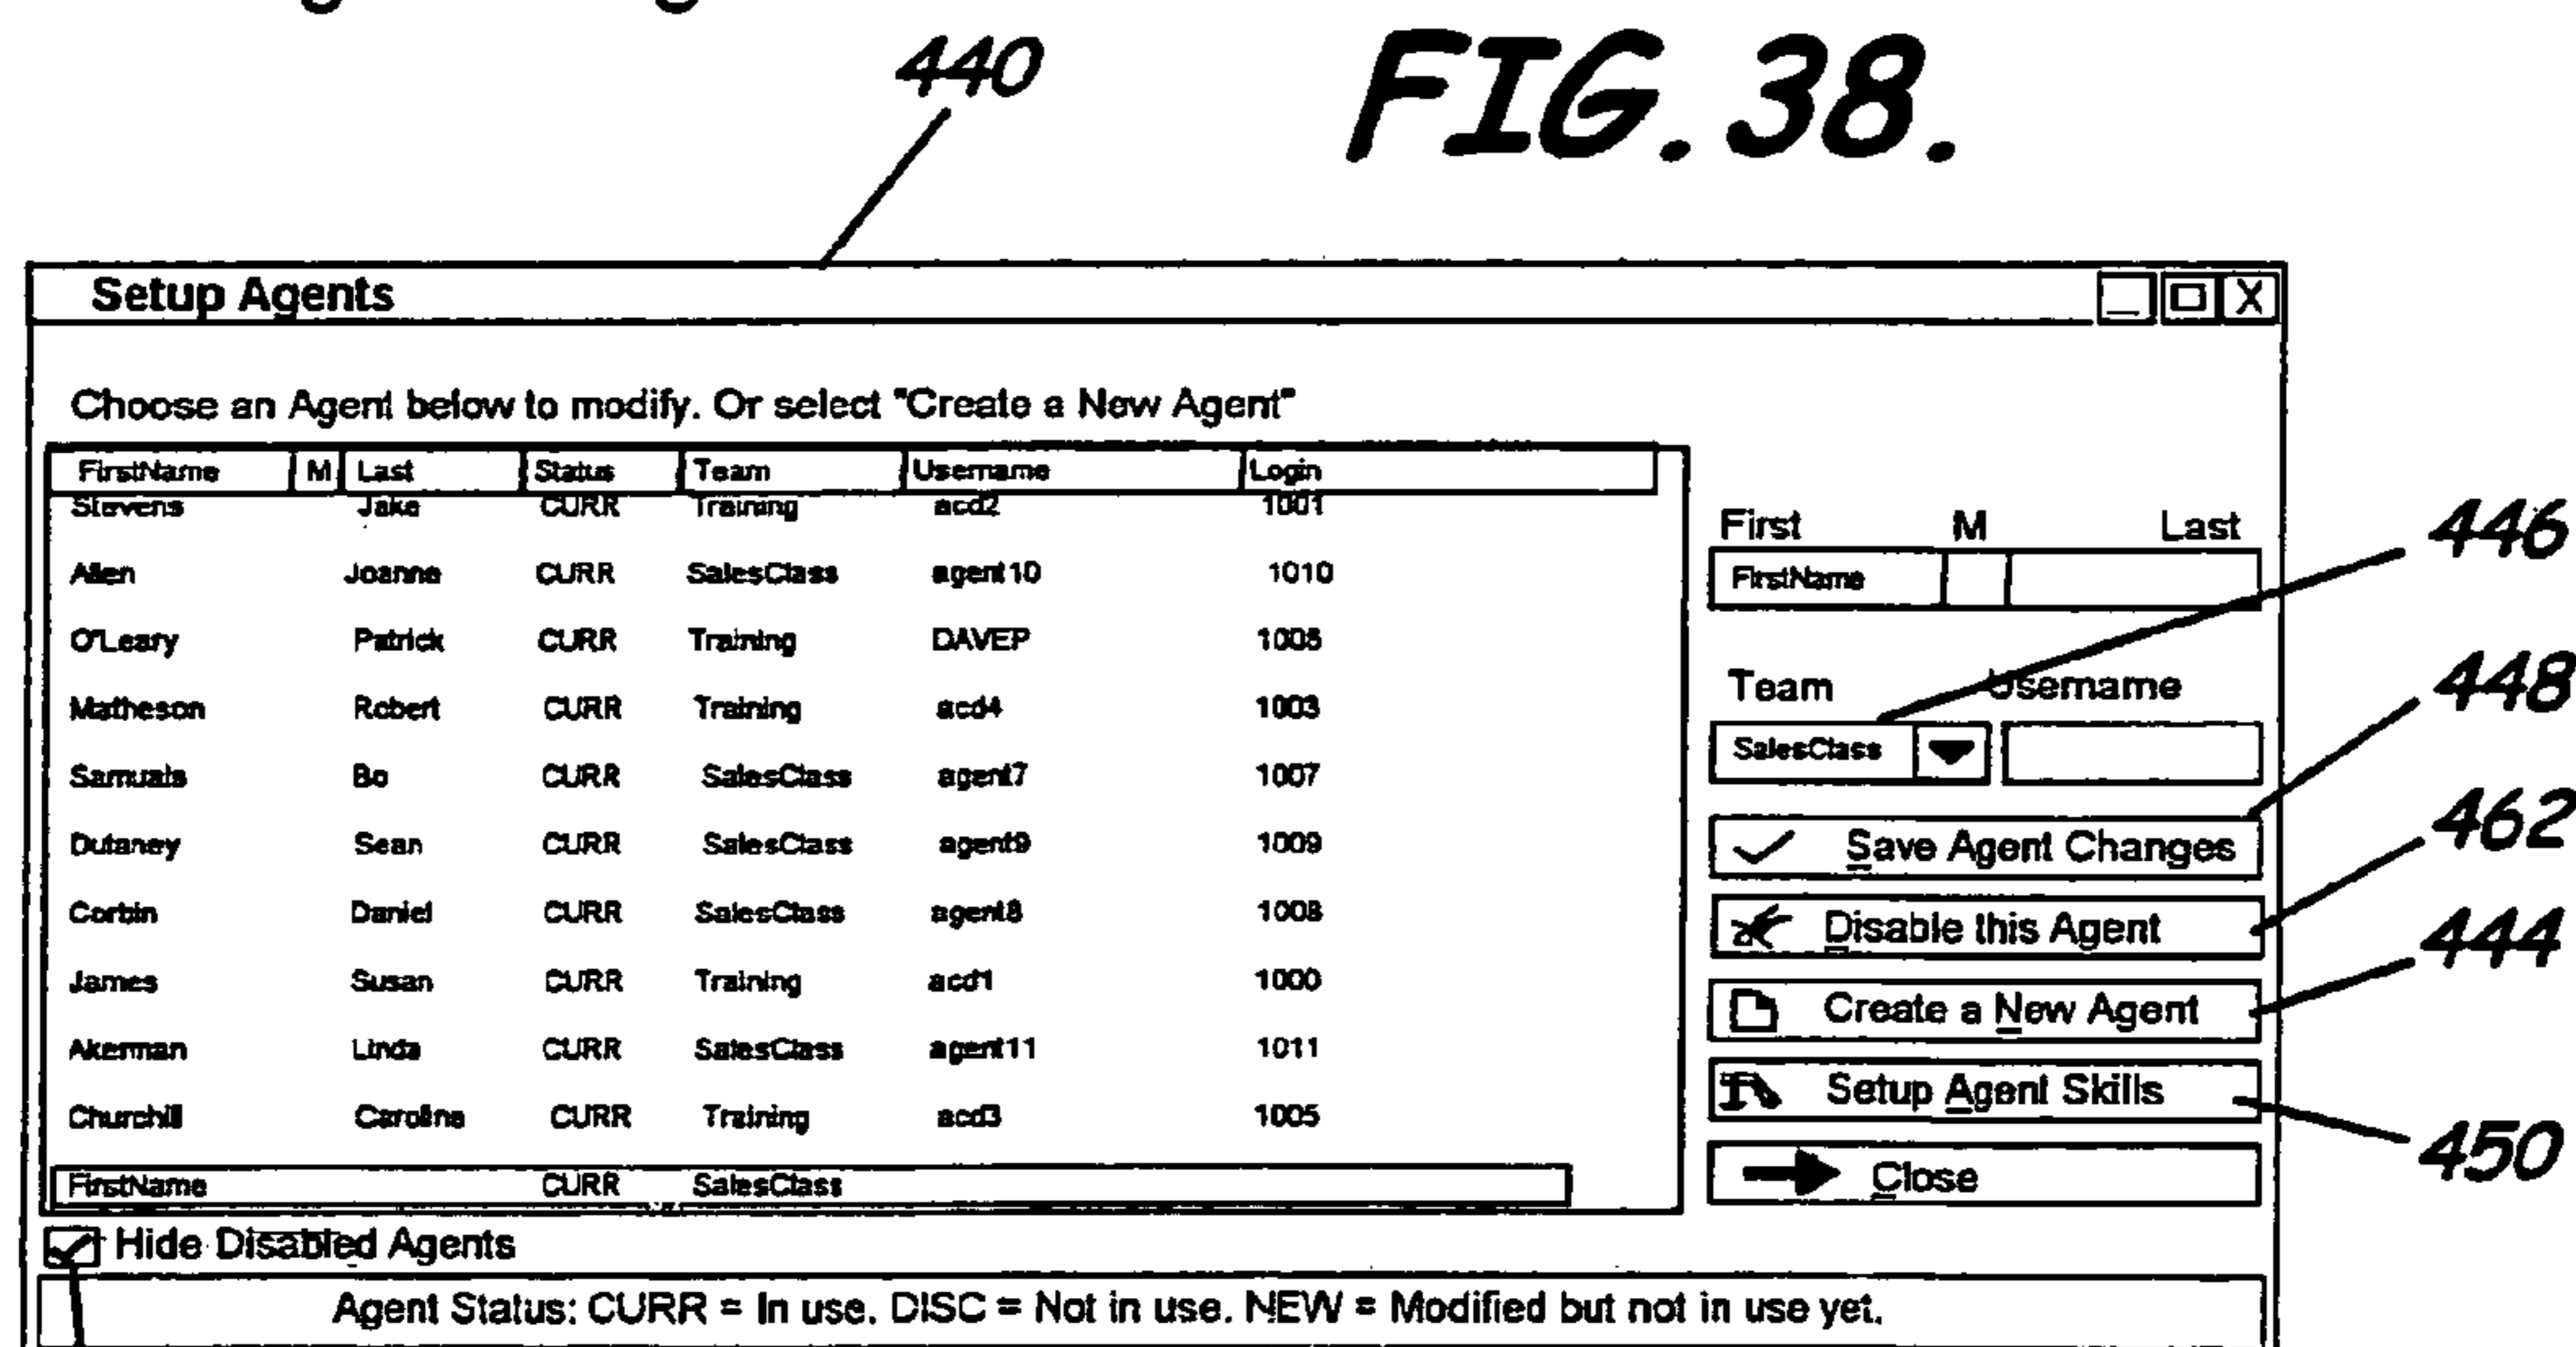 440
FIG. 38.
Setup Agents
Choose an Agent below to modify. Or select "Create a New Agent"
FirstName M Last Status Team Username Login
Stevens Jake CURR Training acd2 1001
Allen Joanne CURR SalesClass agent10 1010
O'Leary Patrick CURR Training DAVEP
Matheson Robert CURR Training acd4 1003
Samuals Bo CURR SalesClass agent7 1007
Dutaney Sean CURR SalesClass agent9 1009
Corbin Daniel CURR SalesClass agent8 1008
James Susan CURR Training acd1 1000
Akerman Linda CURR SalesClass agent11 1011
Churchill Caroline CURR Training acd3 1005
FirstName CURR SalesClass
First M Last
FirstName
446
Team Username
SalesClass
448
Save Agent Changes
462
Disable this Agent
444
Create a New Agent
Setup Agent Skills
450
Close
Hide Disabled Agents
Agent Status: CURR = In use. DISC = Not in use. NEW = Modified but not in use yet.